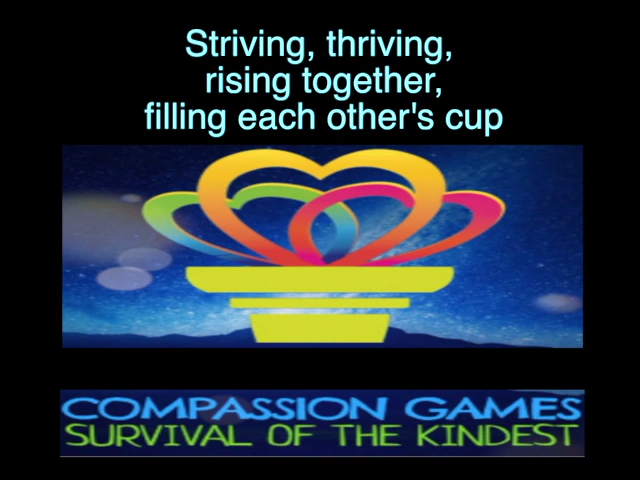 Striving, thriving,
rising together,
filling each other's cup
COMPASSION GAMES
SURVIVAL OF THE KINDEST